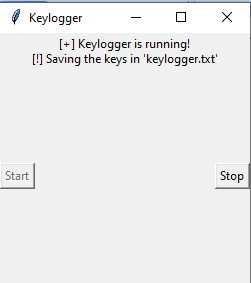 Keylogger
[+] Keylogger is running!
[!] Saving the keys in 'keylogger.txt'
Start
Stop